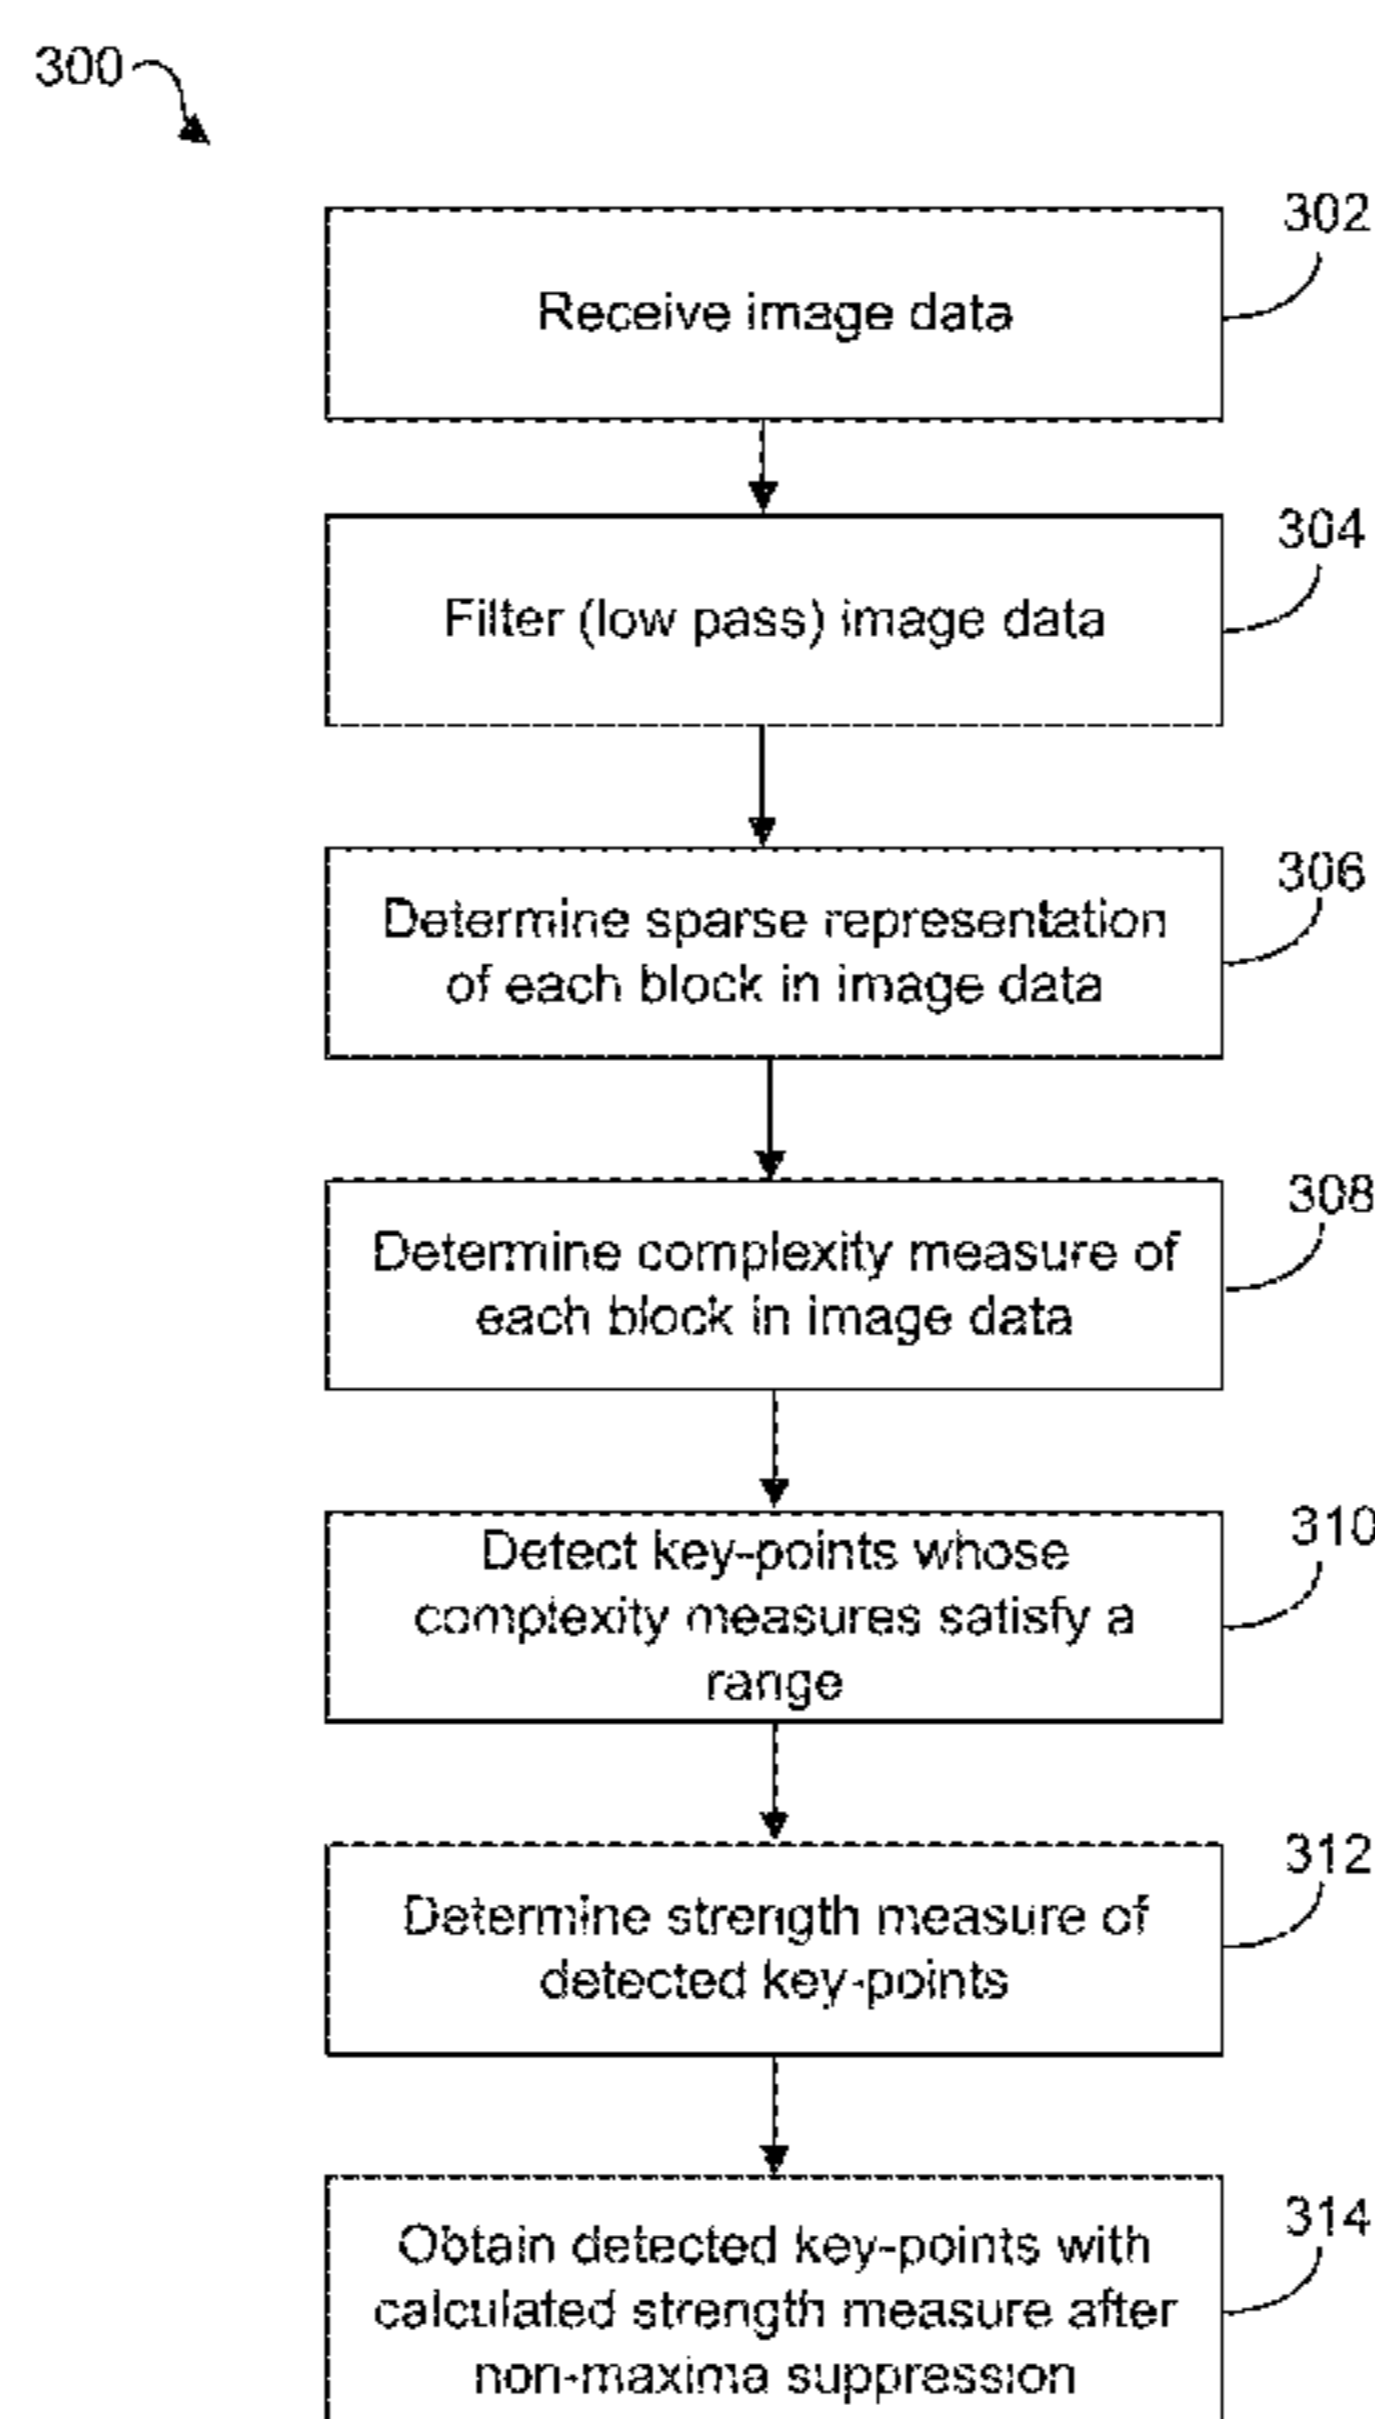 300
302
Receive image data
304
Filter (low pass) image data
306
Determine sparse representation
of each block in image data
308
Determine complexity measure of
each block in image data
310
Detect key-points whose
complexity measures satisfy a
range
312
Determine strength measure of
detected key-points
314
Obtain detected key-points with
calculated strength measure after
non-maxima suppression